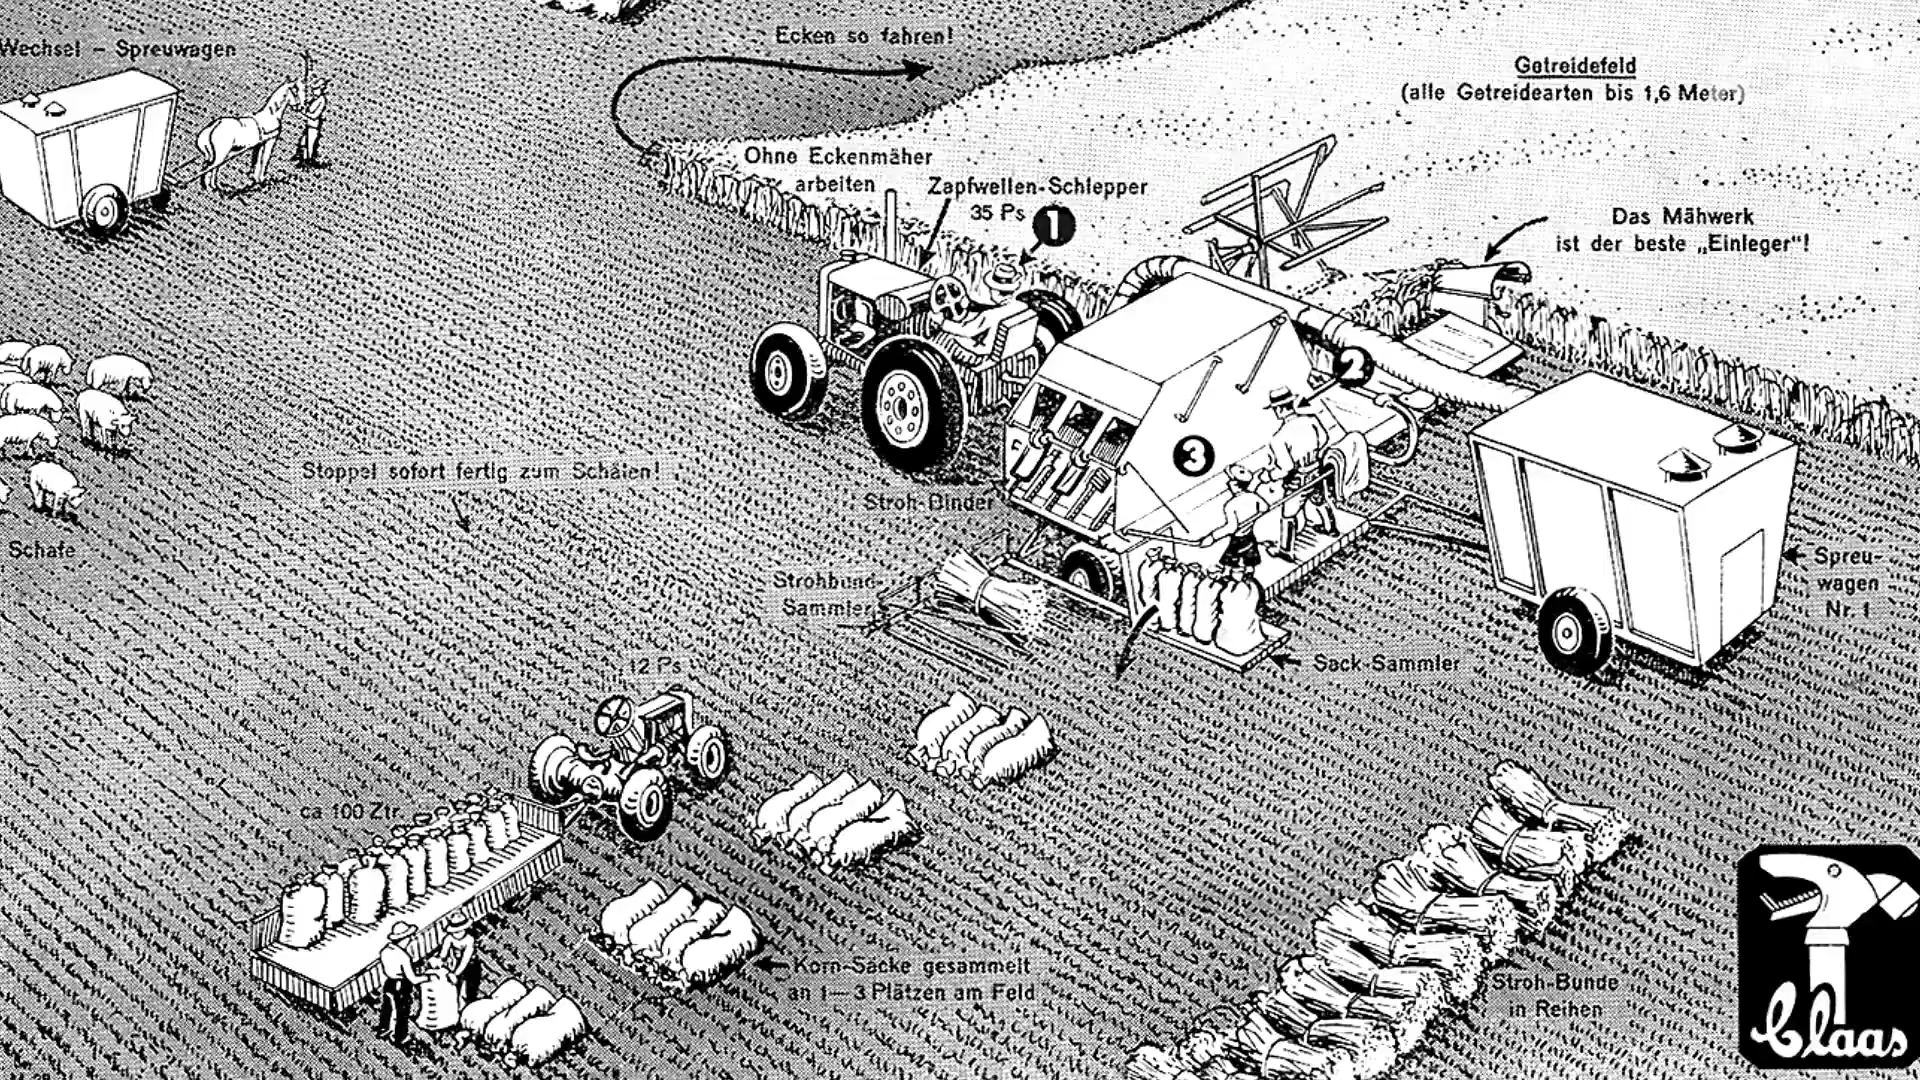 Wechsel – Spreuwagen
Ecken so fahren!
Getreidefeld
(alle Getreidearten bis 1,6 Meter)
Ohne Eckenmäher
arbeiten
Zapfwellen-Schlepper
35 Ps
1
Das Mähwerk
ist der beste „Einleger“!
2
3
4
Stoppel sofort fertig zum Schälen!
Stroh-Binder
Schafe
Strohbund-
Sammler
Spreu-
wagen
Nr. 1
Sack-Sammler
12 Ps
ca 100 Ztr
Korn-Säcke gesammelt
an 1–3 Plätzen am Feld
Stroh-Bunde
in Reihen
Claas